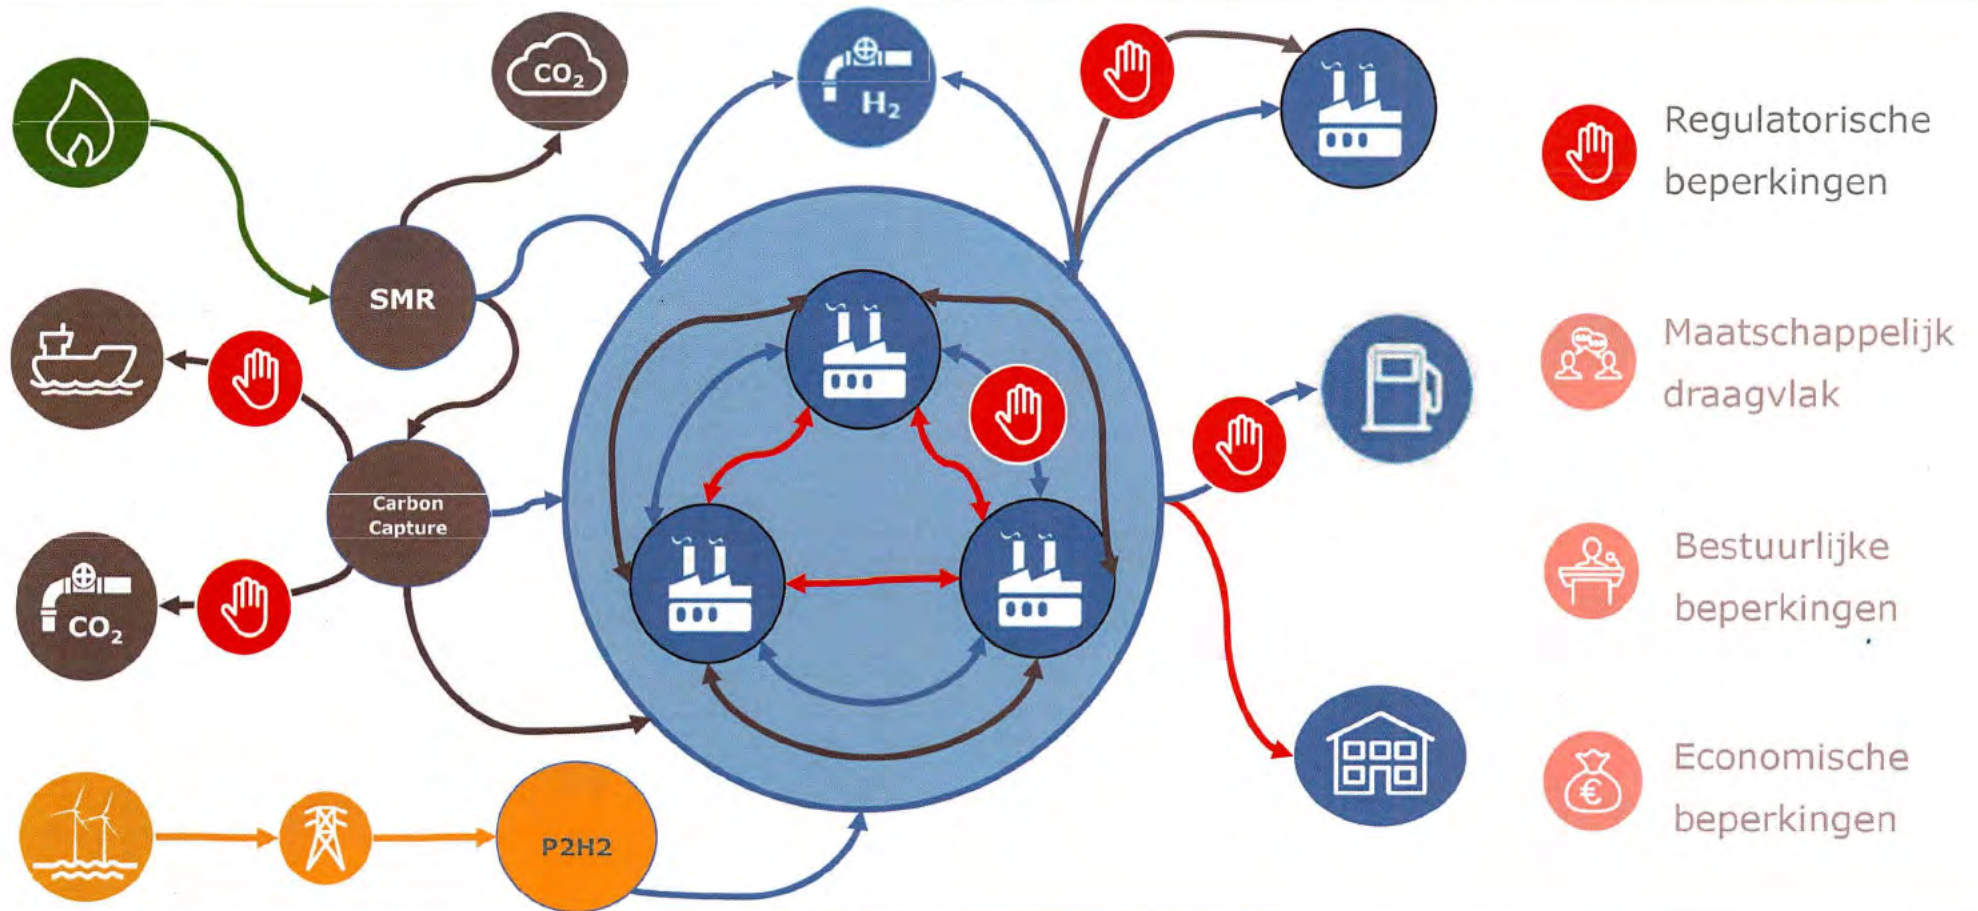 CO₂
H₂
SMR
Carbon
Capture
CO₂
P2H2
€
Regulatorische
beperkingen
Maatschappelijk
draagvlak
Bestuurlijke
beperkingen
Economische
beperkingen